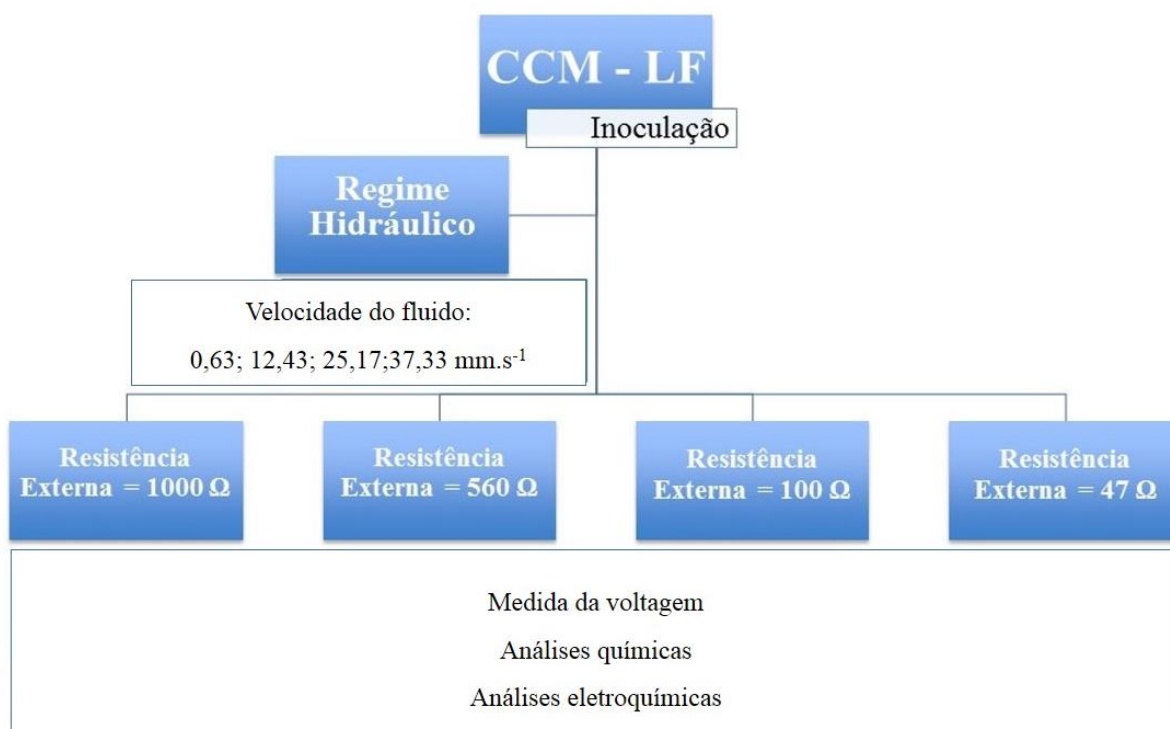 CCM - LF
Inoculação
Regime
Hidráulico
Velocidade do fluido:
0,63; 12,43; 25,17;37,33 mm.s⁻¹
Resistência
Externa = 1000 Ω
Resistência
Externa = 560 Ω
Resistência
Externa = 100 Ω
Resistência
Externa = 47 Ω
Medida da voltagem
Análises químicas
Análises eletroquímicas